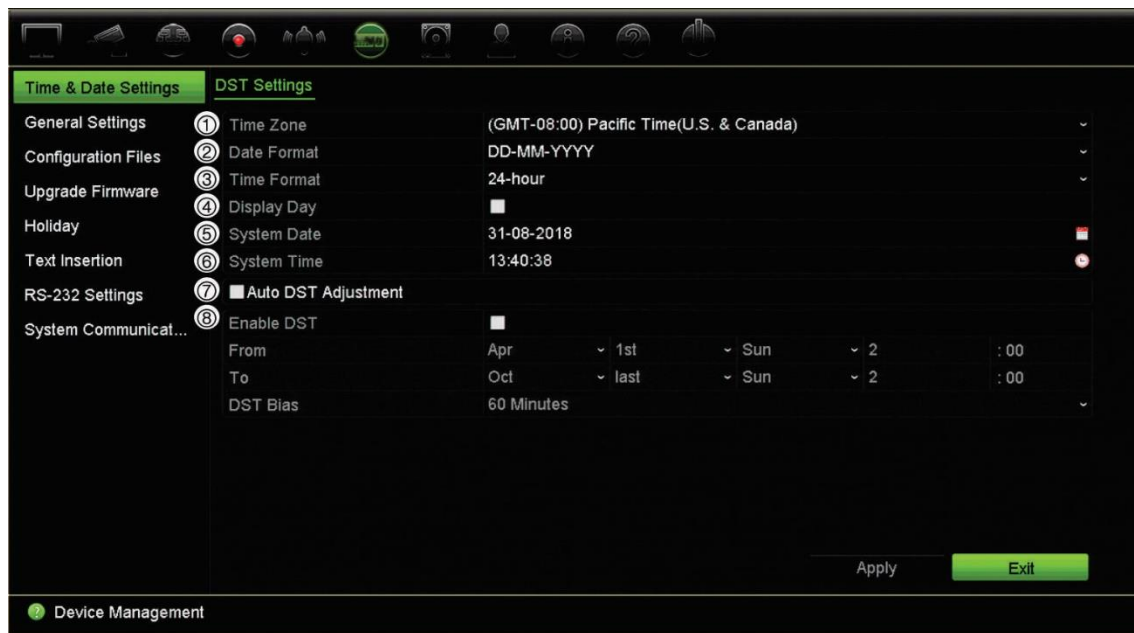 Time & Date Settings
DST Settings
General Settings
Configuration Files
Upgrade Firmware
Holiday
Text Insertion
RS-232 Settings
System Communicat...
① Time Zone (GMT-08:00) Pacific Time(U.S. & Canada)
② Date Format DD-MM-YYYY
③ Time Format 24-hour
④ Display Day
⑤ System Date 31-08-2018
⑥ System Time 13:40:38
⑦ Auto DST Adjustment
⑧ Enable DST
From Apr 1st Sun 2 : 00
To Oct last Sun 2 : 00
DST Bias 60 Minutes
Apply Exit
Device Management